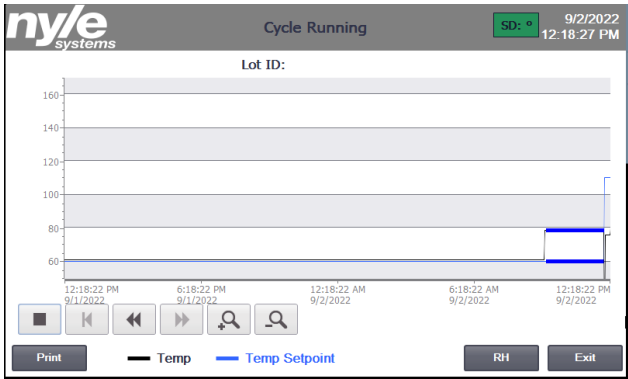 nyle
systems
Cycle Running
SD: °
9/2/2022
12:18:27 PM
Lot ID:
160
140
120
100
80
60
12:18:22 PM
9/1/2022
6:18:22 PM
9/1/2022
12:18:22 AM
9/2/2022
6:18:22 AM
9/2/2022
12:18:22 PM
9/2/2022
Print
Temp
Temp Setpoint
RH
Exit